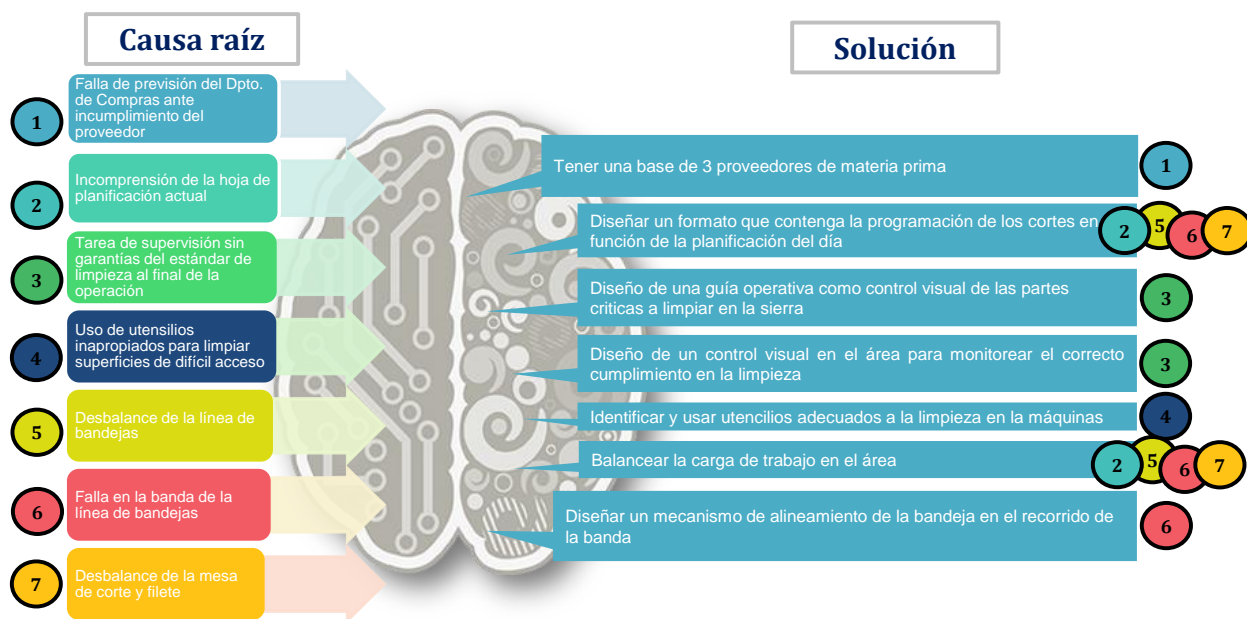 Causa raíz
1
Falla de previsión del Dpto.
de Compras ante
incumplimiento del
proveedor
2
Incomprensión de la hoja de
planificación actual
3
Tarea de supervisión sin
garantías del estándar de
limpieza al final de la
operación
4
Uso de utensilios
inapropiados para limpiar
superficies de difícil acceso
5
Desbalance de la línea de
bandejas
6
Falla en la banda de la
línea de bandejas
7
Desbalance de la mesa
de corte y filete
Solución
Tener una base de 3 proveedores de materia prima
1
Diseñar un formato que contenga la programación de los cortes en
función de la planificación del día
2 5 6 7
Diseño de una guía operativa como control visual de las partes
criticas a limpiar en la sierra
3
Diseño de un control visual en el área para monitorear el correcto
cumplimiento en la limpieza
3
Identificar y usar utencilios adecuados a la limpieza en la máquinas
4
Balancear la carga de trabajo en el área
2 5 6 7
Diseñar un mecanismo de alineamiento de la bandeja en el recorrido de
la banda
6